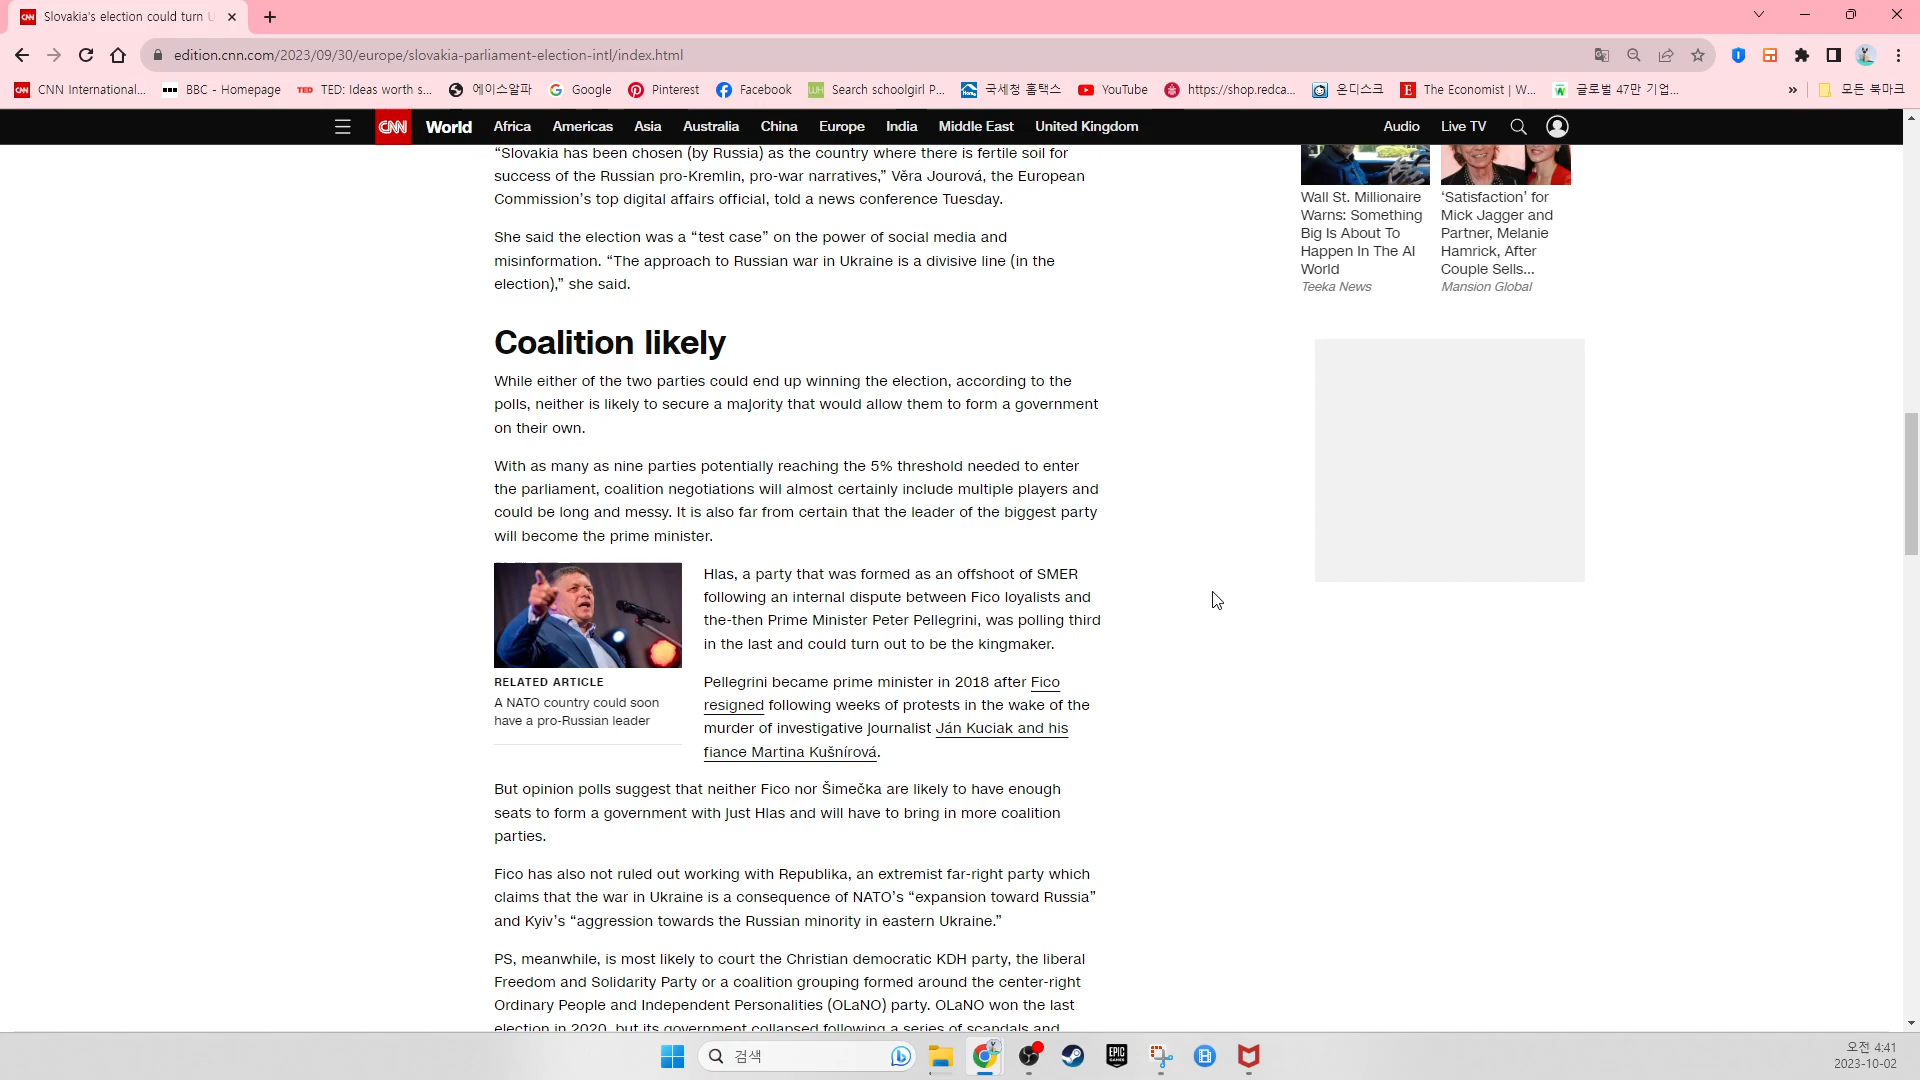 Slovakia's election could turn U
edition.cnn.com/2023/09/30/europe/slovakia-parliament-election-intl/index.html
CNN International...
BBC - Homepage
TED: Ideas worth s...
에이스알파
Google
Pinterest
Facebook
Search schoolgirl P...
국세청 홈택스
YouTube
https://shop.redca...
온디스크
The Economist | W...
글로벌 47만 기업...
»
모든 북마크
CNN World Africa Americas Asia Australia China Europe India Middle East United Kingdom Audio Live TV
“Slovakia has been chosen (by Russia) as the country where there is fertile soil for
success of the Russian pro-Kremlin, pro-war narratives,” Věra Jourová, the European
Commission’s top digital affairs official, told a news conference Tuesday.
She said the election was a “test case” on the power of social media and
misinformation. “The approach to Russian war in Ukraine is a divisive line (in the
election),” she said.
Coalition likely
While either of the two parties could end up winning the election, according to the
polls, neither is likely to secure a majority that would allow them to form a government
on their own.
With as many as nine parties potentially reaching the 5% threshold needed to enter
the parliament, coalition negotiations will almost certainly include multiple players and
could be long and messy. It is also far from certain that the leader of the biggest party
will become the prime minister.
RELATED ARTICLE
A NATO country could soon
have a pro-Russian leader
Hlas, a party that was formed as an offshoot of SMER
following an internal dispute between Fico loyalists and
the-then Prime Minister Peter Pellegrini, was polling third
in the last and could turn out to be the kingmaker.
Pellegrini became prime minister in 2018 after Fico
resigned following weeks of protests in the wake of the
murder of investigative journalist Ján Kuciak and his
fiance Martina Kušnírová.
But opinion polls suggest that neither Fico nor Šimečka are likely to have enough
seats to form a government with just Hlas and will have to bring in more coalition
parties.
Fico has also not ruled out working with Republika, an extremist far-right party which
claims that the war in Ukraine is a consequence of NATO’s “expansion toward Russia”
and Kyiv’s “aggression towards the Russian minority in eastern Ukraine.”
PS, meanwhile, is most likely to court the Christian democratic KDH party, the liberal
Freedom and Solidarity Party or a coalition grouping formed around the center-right
Ordinary People and Independent Personalities (OLaNO) party. OLaNO won the last
election in 2020, but its government collapsed following a series of scandals and
Wall St. Millionaire
Warns: Something
Big Is About To
Happen In The AI
World
Teeka News
‘Satisfaction’ for
Mick Jagger and
Partner, Melanie
Hamrick, After
Couple Sells...
Mansion Global
검색
EPIC
GAMES
오전 4:41
2023-10-02